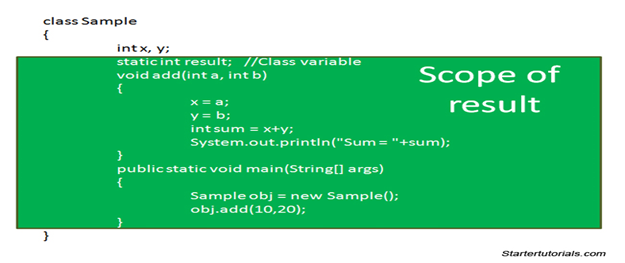 class Sample
{
int x, y;
static int result; //Class variable
void add(int a, int b)
{
x = a;
y = b;
int sum = x+y;
System.out.println("Sum = "+sum);
}
public static void main(String[] args)
{
Sample obj = new Sample();
obj.add(10,20);
}
}
Scope of
result
Startertutorials.com